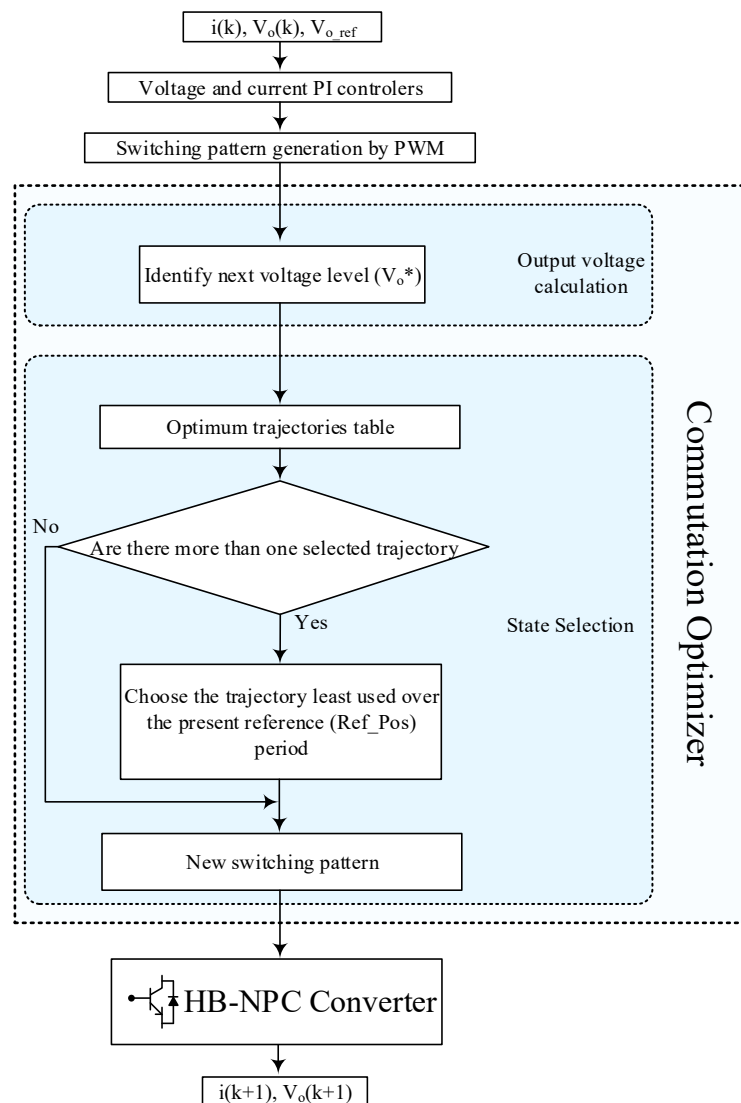 i(k), V_o(k), V_o_ref
Voltage and current PI controlers
Switching pattern generation by PWM
Identify next voltage level (V_o*)
Output voltage
calculation
Optimum trajectories table
No
Are there more than one selected trajectory
Yes
State Selection
Choose the trajectory least used over
the present reference (Ref_Pos)
period
New switching pattern
Commutation Optimizer
HB-NPC Converter
i(k+1), V_o(k+1)